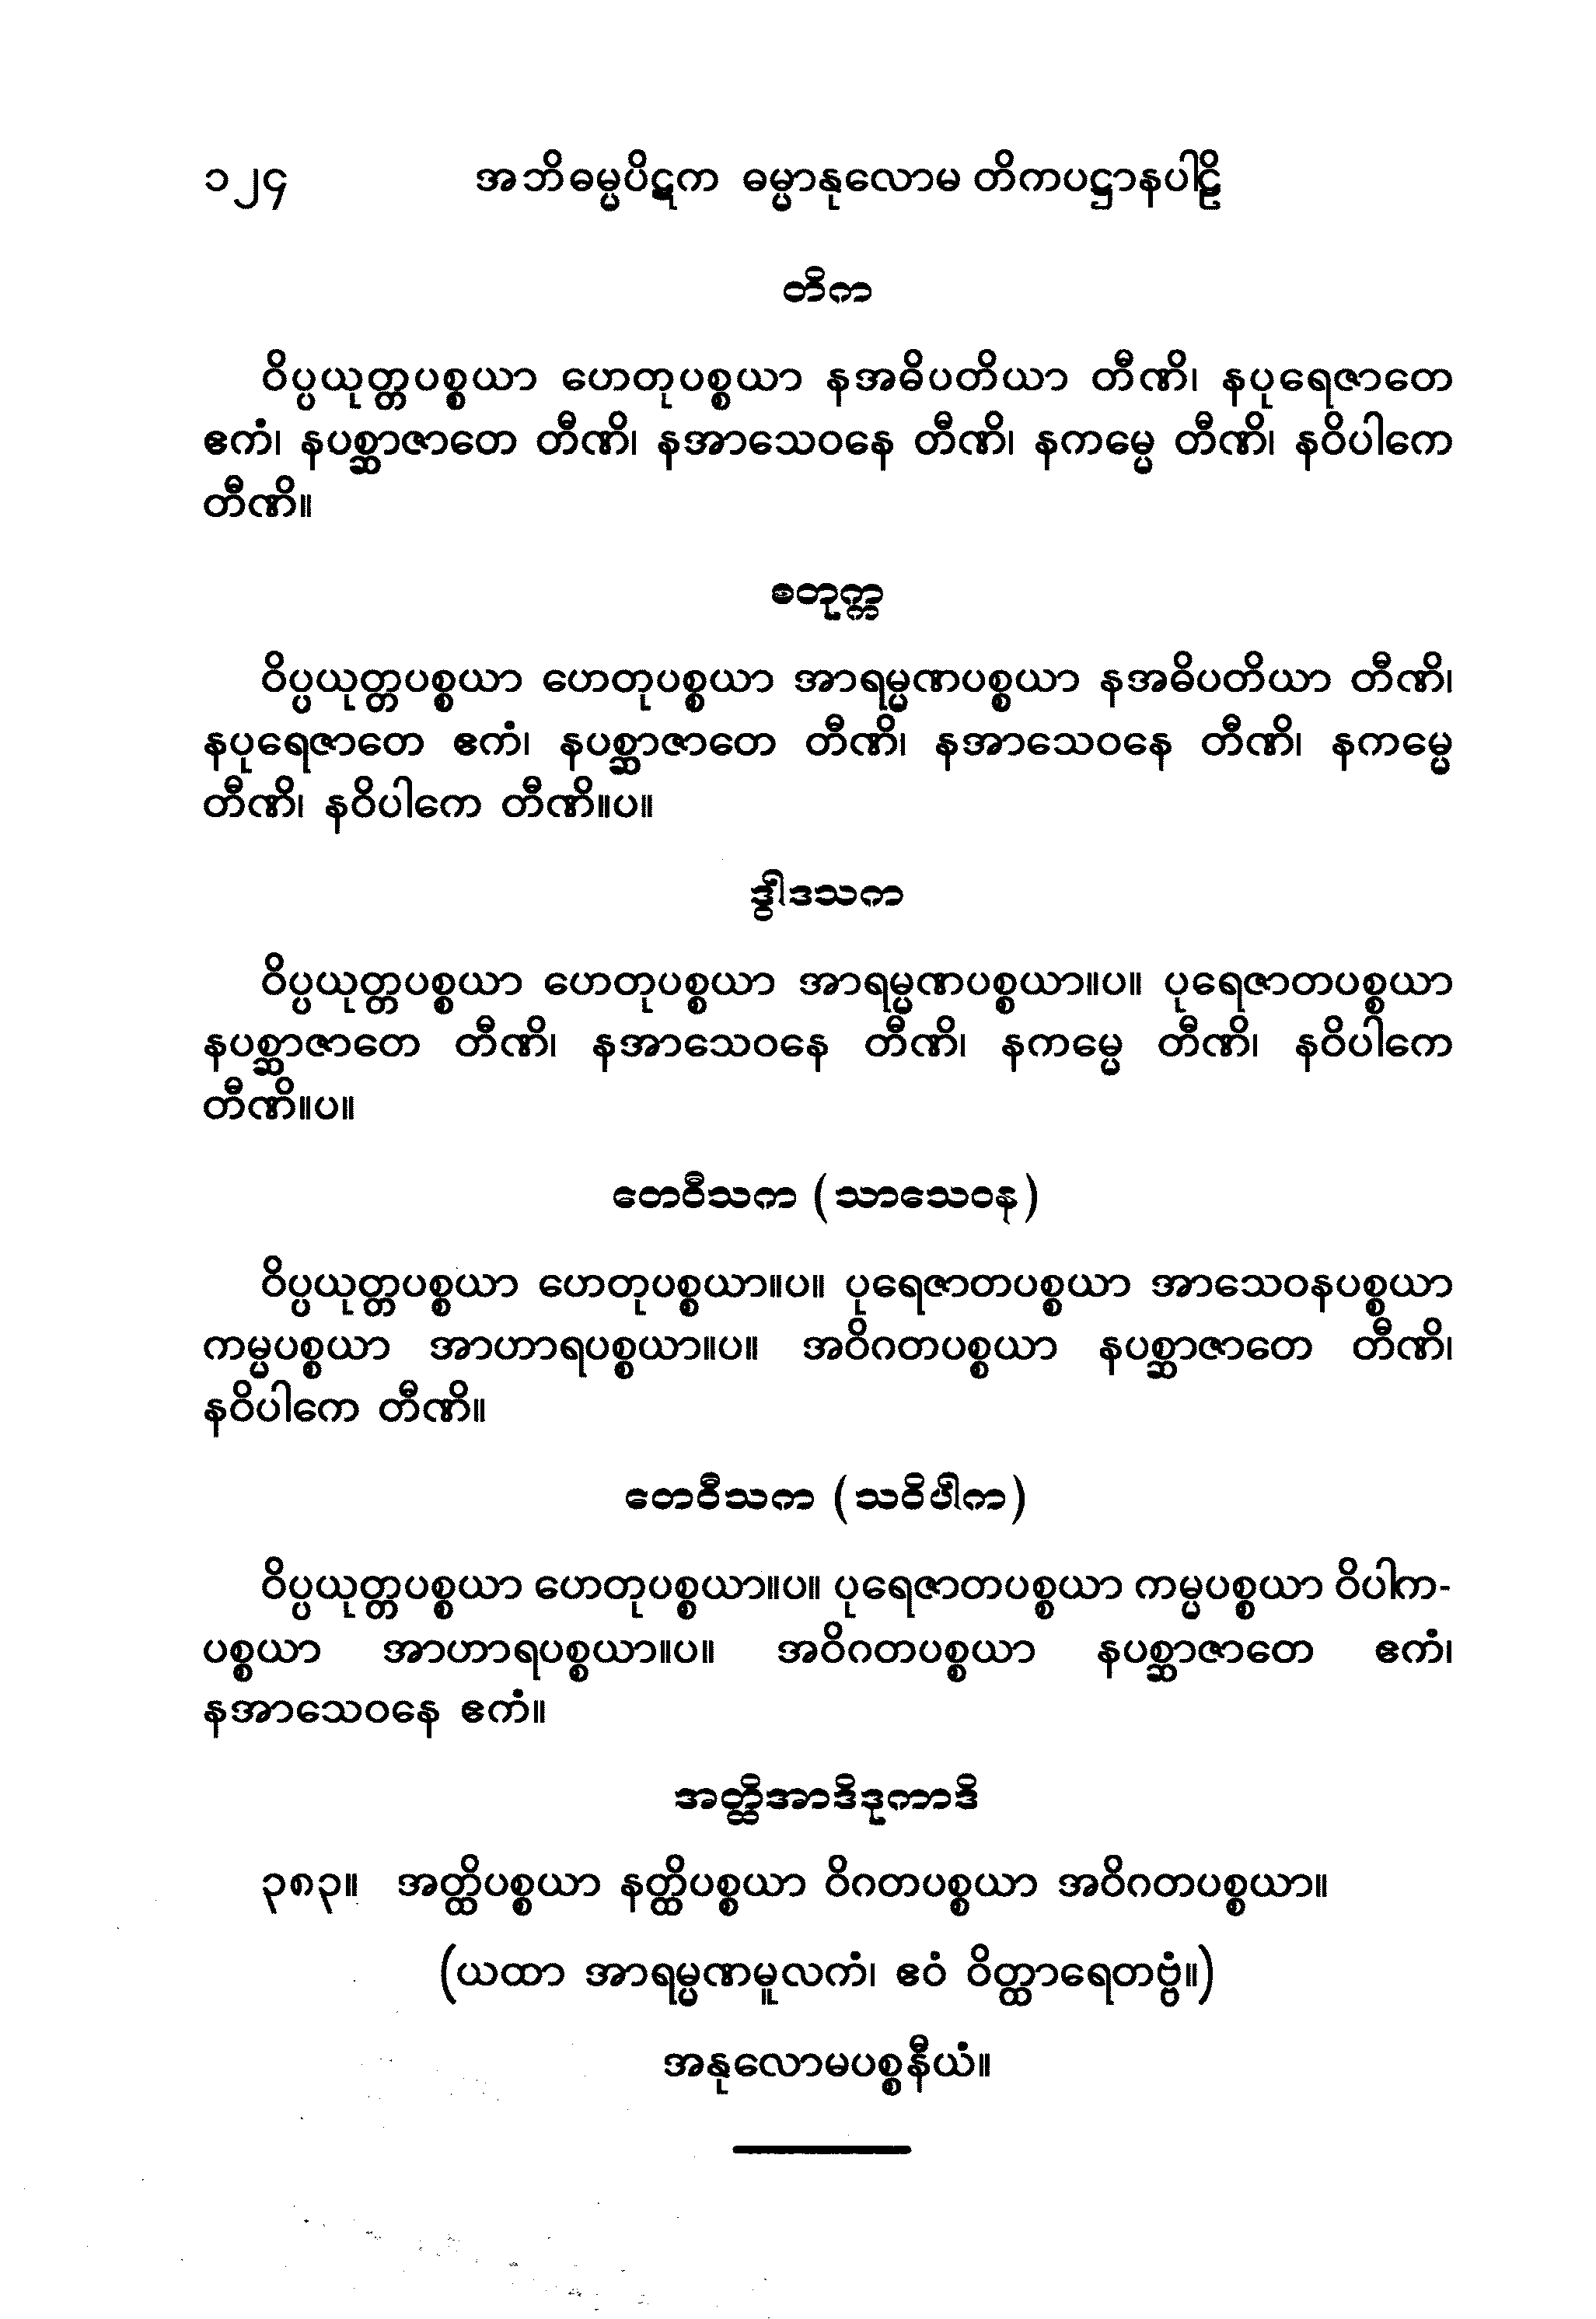 ၁၂၄ အဘိဓမ္မပိဋက ဓမ္မာနုလောမ တိကပဋ္ဌာနပါဠိ
တိက
ဝိပ္ပယုတ္တပစ္စယာ ဟေတုပစ္စယာ နအဓိပတိယာ တီဏိ၊ နပုရေဇာတေ
ဧကံ၊ နပစ္ဆာဇာတေ တီဏိ၊ နအာသေဝနေ တီဏိ၊ နကမ္မေ တီဏိ၊ နဝိပါကေ
တီဏိ။
စတုက္က
ဝိပ္ပယုတ္တပစ္စယာ ဟေတုပစ္စယာ အာရမ္မဏပစ္စယာ နအဓိပတိယာ တီဏိ၊
နပုရေဇာတေ ဧကံ၊ နပစ္ဆာဇာတေ တီဏိ၊ နအာသေဝနေ တီဏိ၊ နကမ္မေ
တီဏိ၊ နဝိပါကေ တီဏိ။ပ။
ဒွါဒသက
ဝိပ္ပယုတ္တပစ္စယာ ဟေတုပစ္စယာ အာရမ္မဏပစ္စယာ။ပ။ ပုရေဇာတပစ္စယာ
နပစ္ဆာဇာတေ တီဏိ၊ နအာသေဝနေ တီဏိ၊ နကမ္မေ တီဏိ၊ နဝိပါကေ
တီဏိ။ပ။
တေဝီသက (သာသေဝန)
ဝိပ္ပယုတ္တပစ္စယာ ဟေတုပစ္စယာ။ပ။ ပုရေဇာတပစ္စယာ အာသေဝနပစ္စယာ
ကမ္မပစ္စယာ အာဟာရပစ္စယာ။ပ။ အဝိဂတပစ္စယာ နပစ္ဆာဇာတေ တီဏိ၊
နဝိပါကေ တီဏိ။
တေဝီသက (သဝိပါက)
ဝိပ္ပယုတ္တပစ္စယာ ဟေတုပစ္စယာ။ပ။ ပုရေဇာတပစ္စယာ ကမ္မပစ္စယာ ဝိပါက-
ပစ္စယာ အာဟာရပစ္စယာ။ပ။ အဝိဂတပစ္စယာ နပစ္ဆာဇာတေ ဧကံ၊
နအာသေဝနေ ဧကံ။
အတ္ထိအာဒိဒုကာဒိ
၃၈၃။ အတ္ထိပစ္စယာ နတ္ထိပစ္စယာ ဝိဂတပစ္စယာ အဝိဂတပစ္စယာ။
(ယထာ အာရမ္မဏမူလကံ၊ ဧဝံ ဝိတ္ထာရေတဗ္ဗံ။)
အနုလောမပစ္စနီယံ။